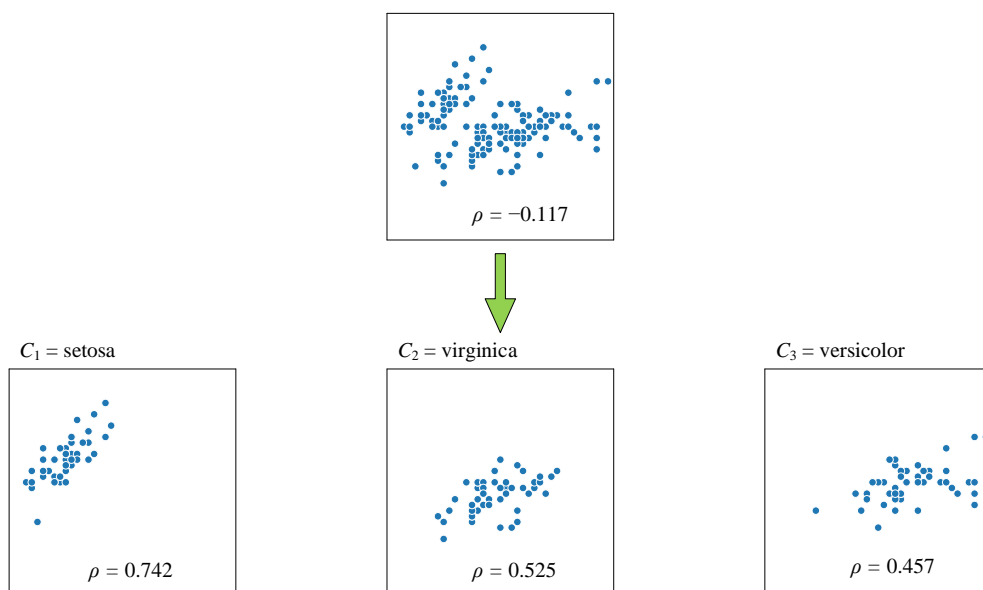 ρ = −0.117
C₁ = setosa
C₂ = virginica
C₃ = versicolor
ρ = 0.742
ρ = 0.525
ρ = 0.457